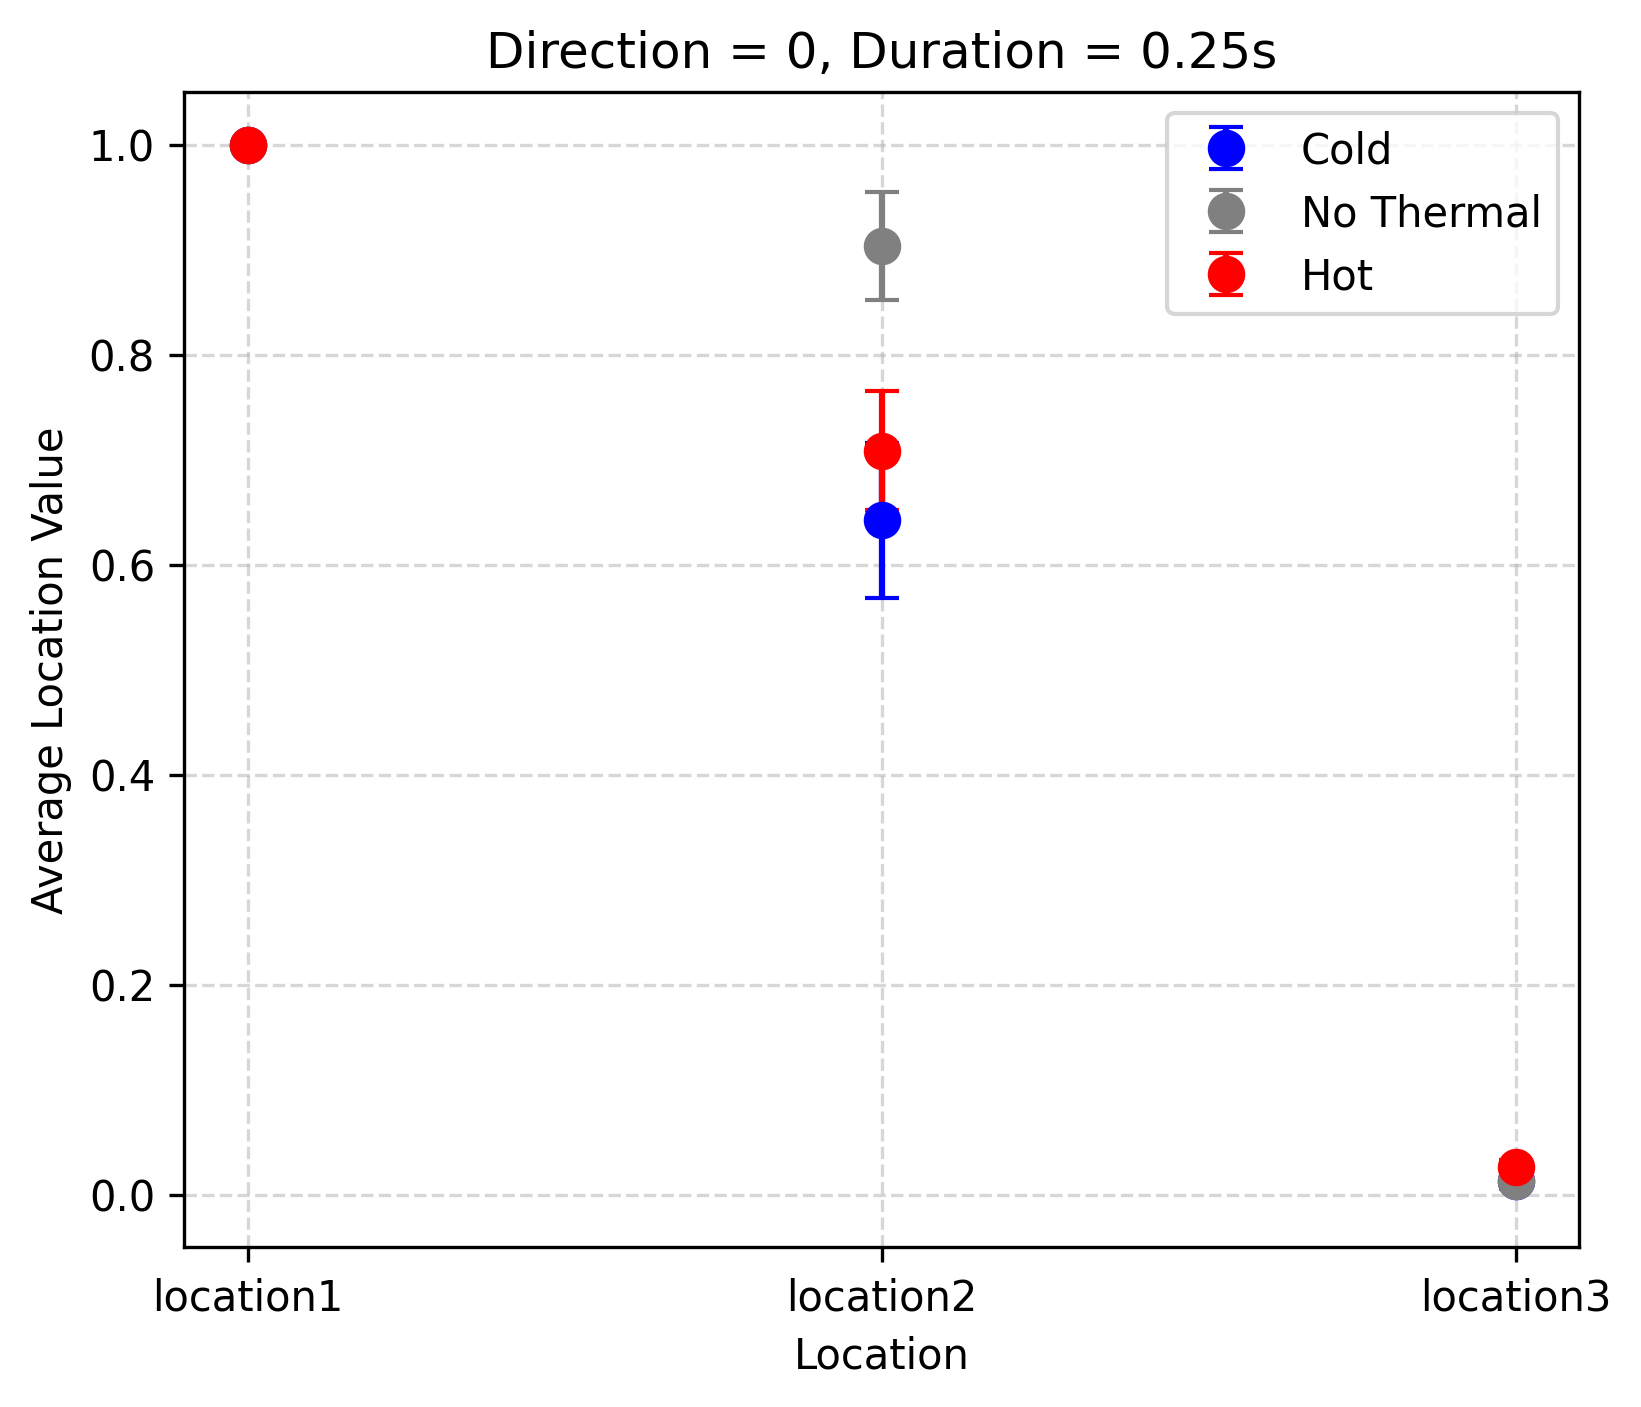 Direction = 0, Duration = 0.25s
Cold
No Thermal
Hot
Average Location Value
1.0
0.8
0.6
0.4
0.2
0.0
location1
location2
location3
Location